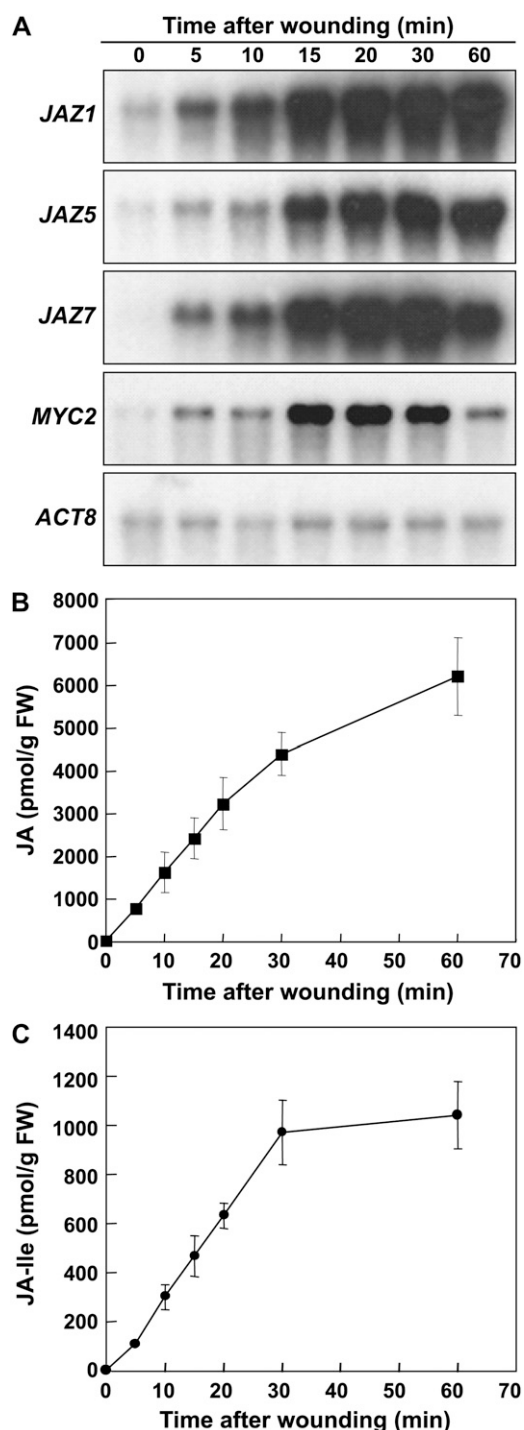 A
Time after wounding (min)
0 5 10 15 20 30 60
JAZ1
JAZ5
JAZ7
MYC2
ACT8
B
8000
7000
6000
5000
4000
3000
2000
1000
0
JA (pmol/g FW)
0 10 20 30 40 50 60 70
Time after wounding (min)
C
1400
1200
1000
800
600
400
200
0
JA-Ile (pmol/g FW)
0 10 20 30 40 50 60 70
Time after wounding (min)